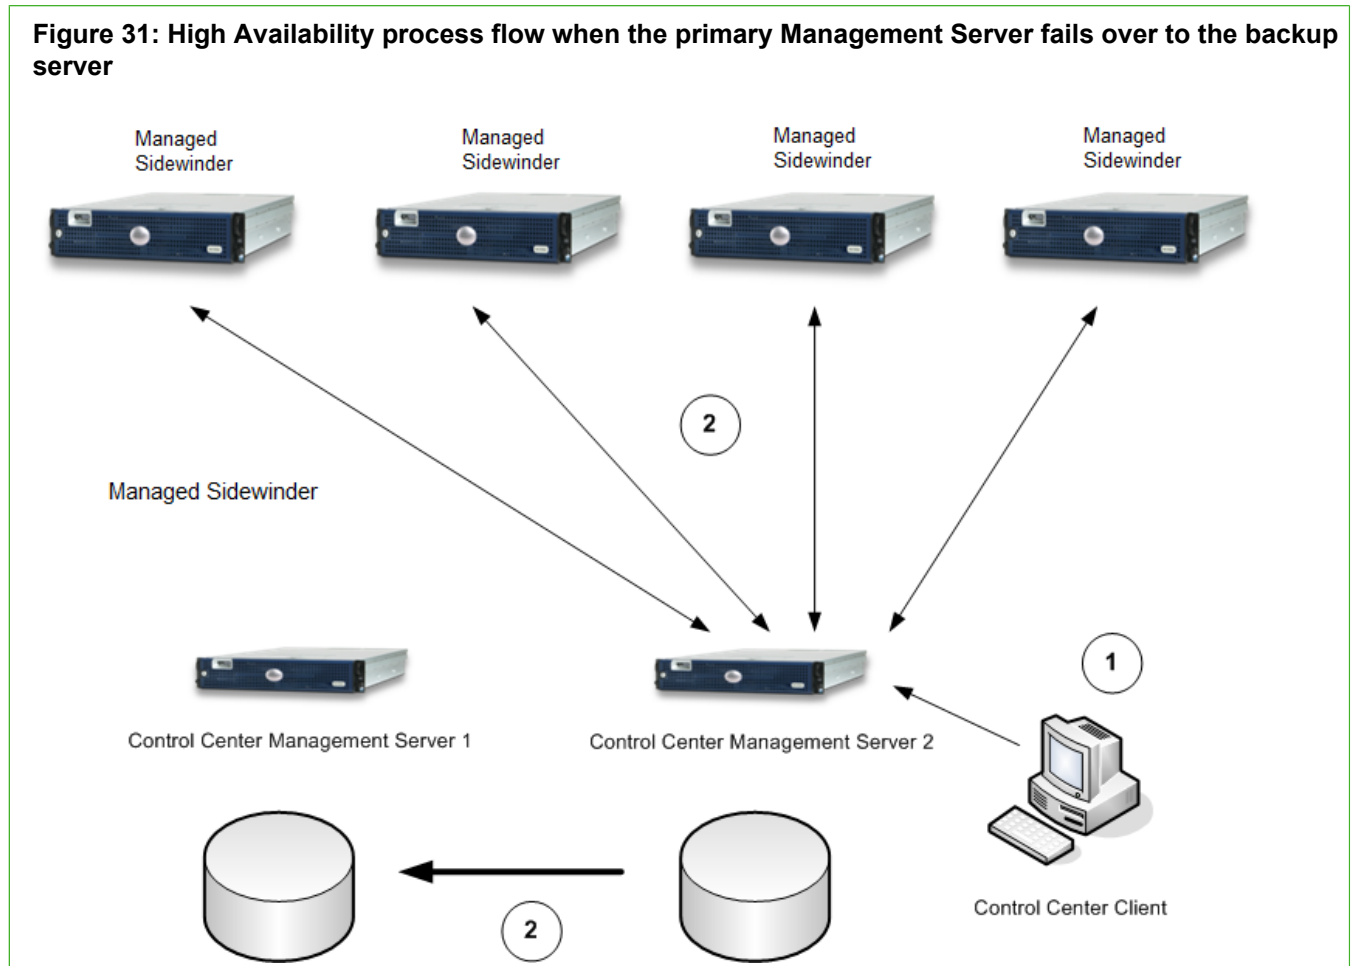 Figure 31: High Availability process flow when the primary Management Server fails over to the backup
server
Managed
Sidewinder
Managed
Sidewinder
Managed
Sidewinder
Managed
Sidewinder
2
Managed Sidewinder
1
Control Center Management Server 1
Control Center Management Server 2
Control Center Client
2